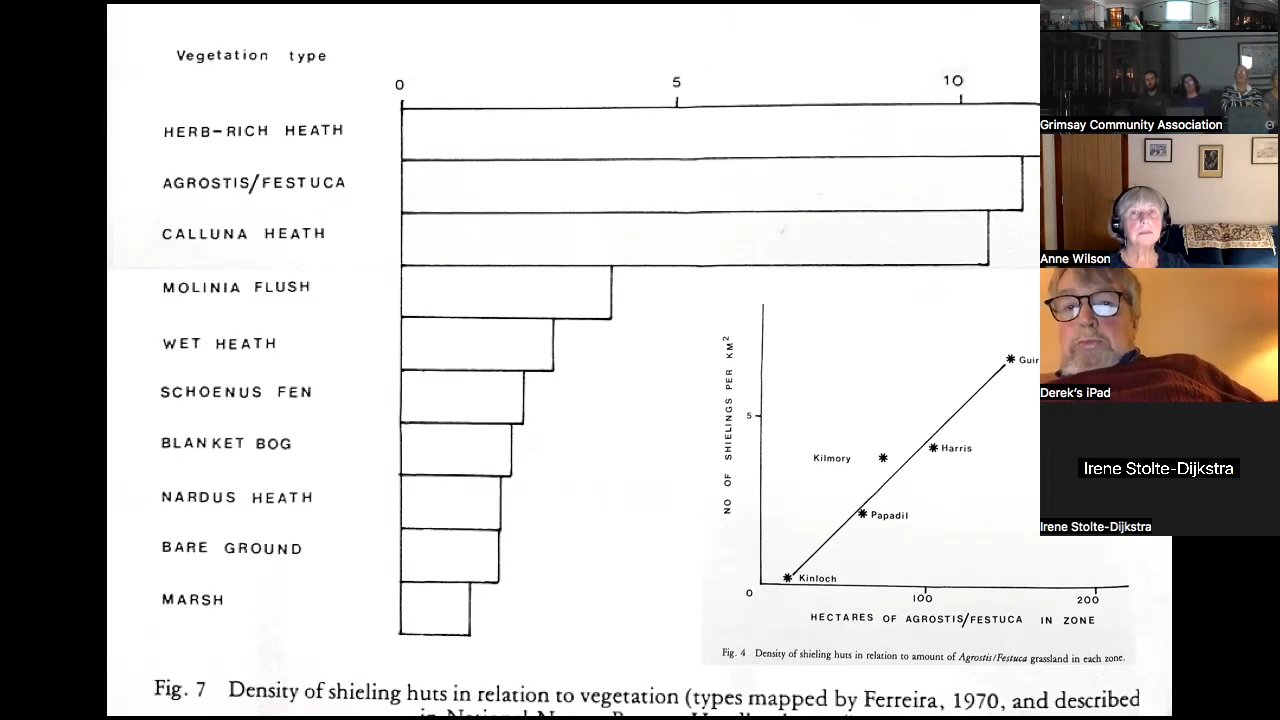 Vegetation type
0 5 10
HERB-RICH HEATH
AGROSTIS/FESTUCA
CALLUNA HEATH
MOLINIA FLUSH
WET HEATH
SCHOENUS FEN
BLANKET BOG
NARDUS HEATH
BARE GROUND
MARSH
NO OF SHIELINGS PER KM2
5
0
100
200
Guir
Harris
Kilmory
Papadil
Kinloch
HECTARES OF AGROSTIS/FESTUCA IN ZONE
Fig. 4 Density of shieling huts in relation to amount of Agrostis/Festuca grassland in each zone.
Fig. 7 Density of shieling huts in relation to vegetation (types mapped by Ferreira, 1970, and described
Grimsay Community Association
Anne Wilson
Derek's iPad
Irene Stolte-Dijkstra
Irene Stolte-Dijkstra